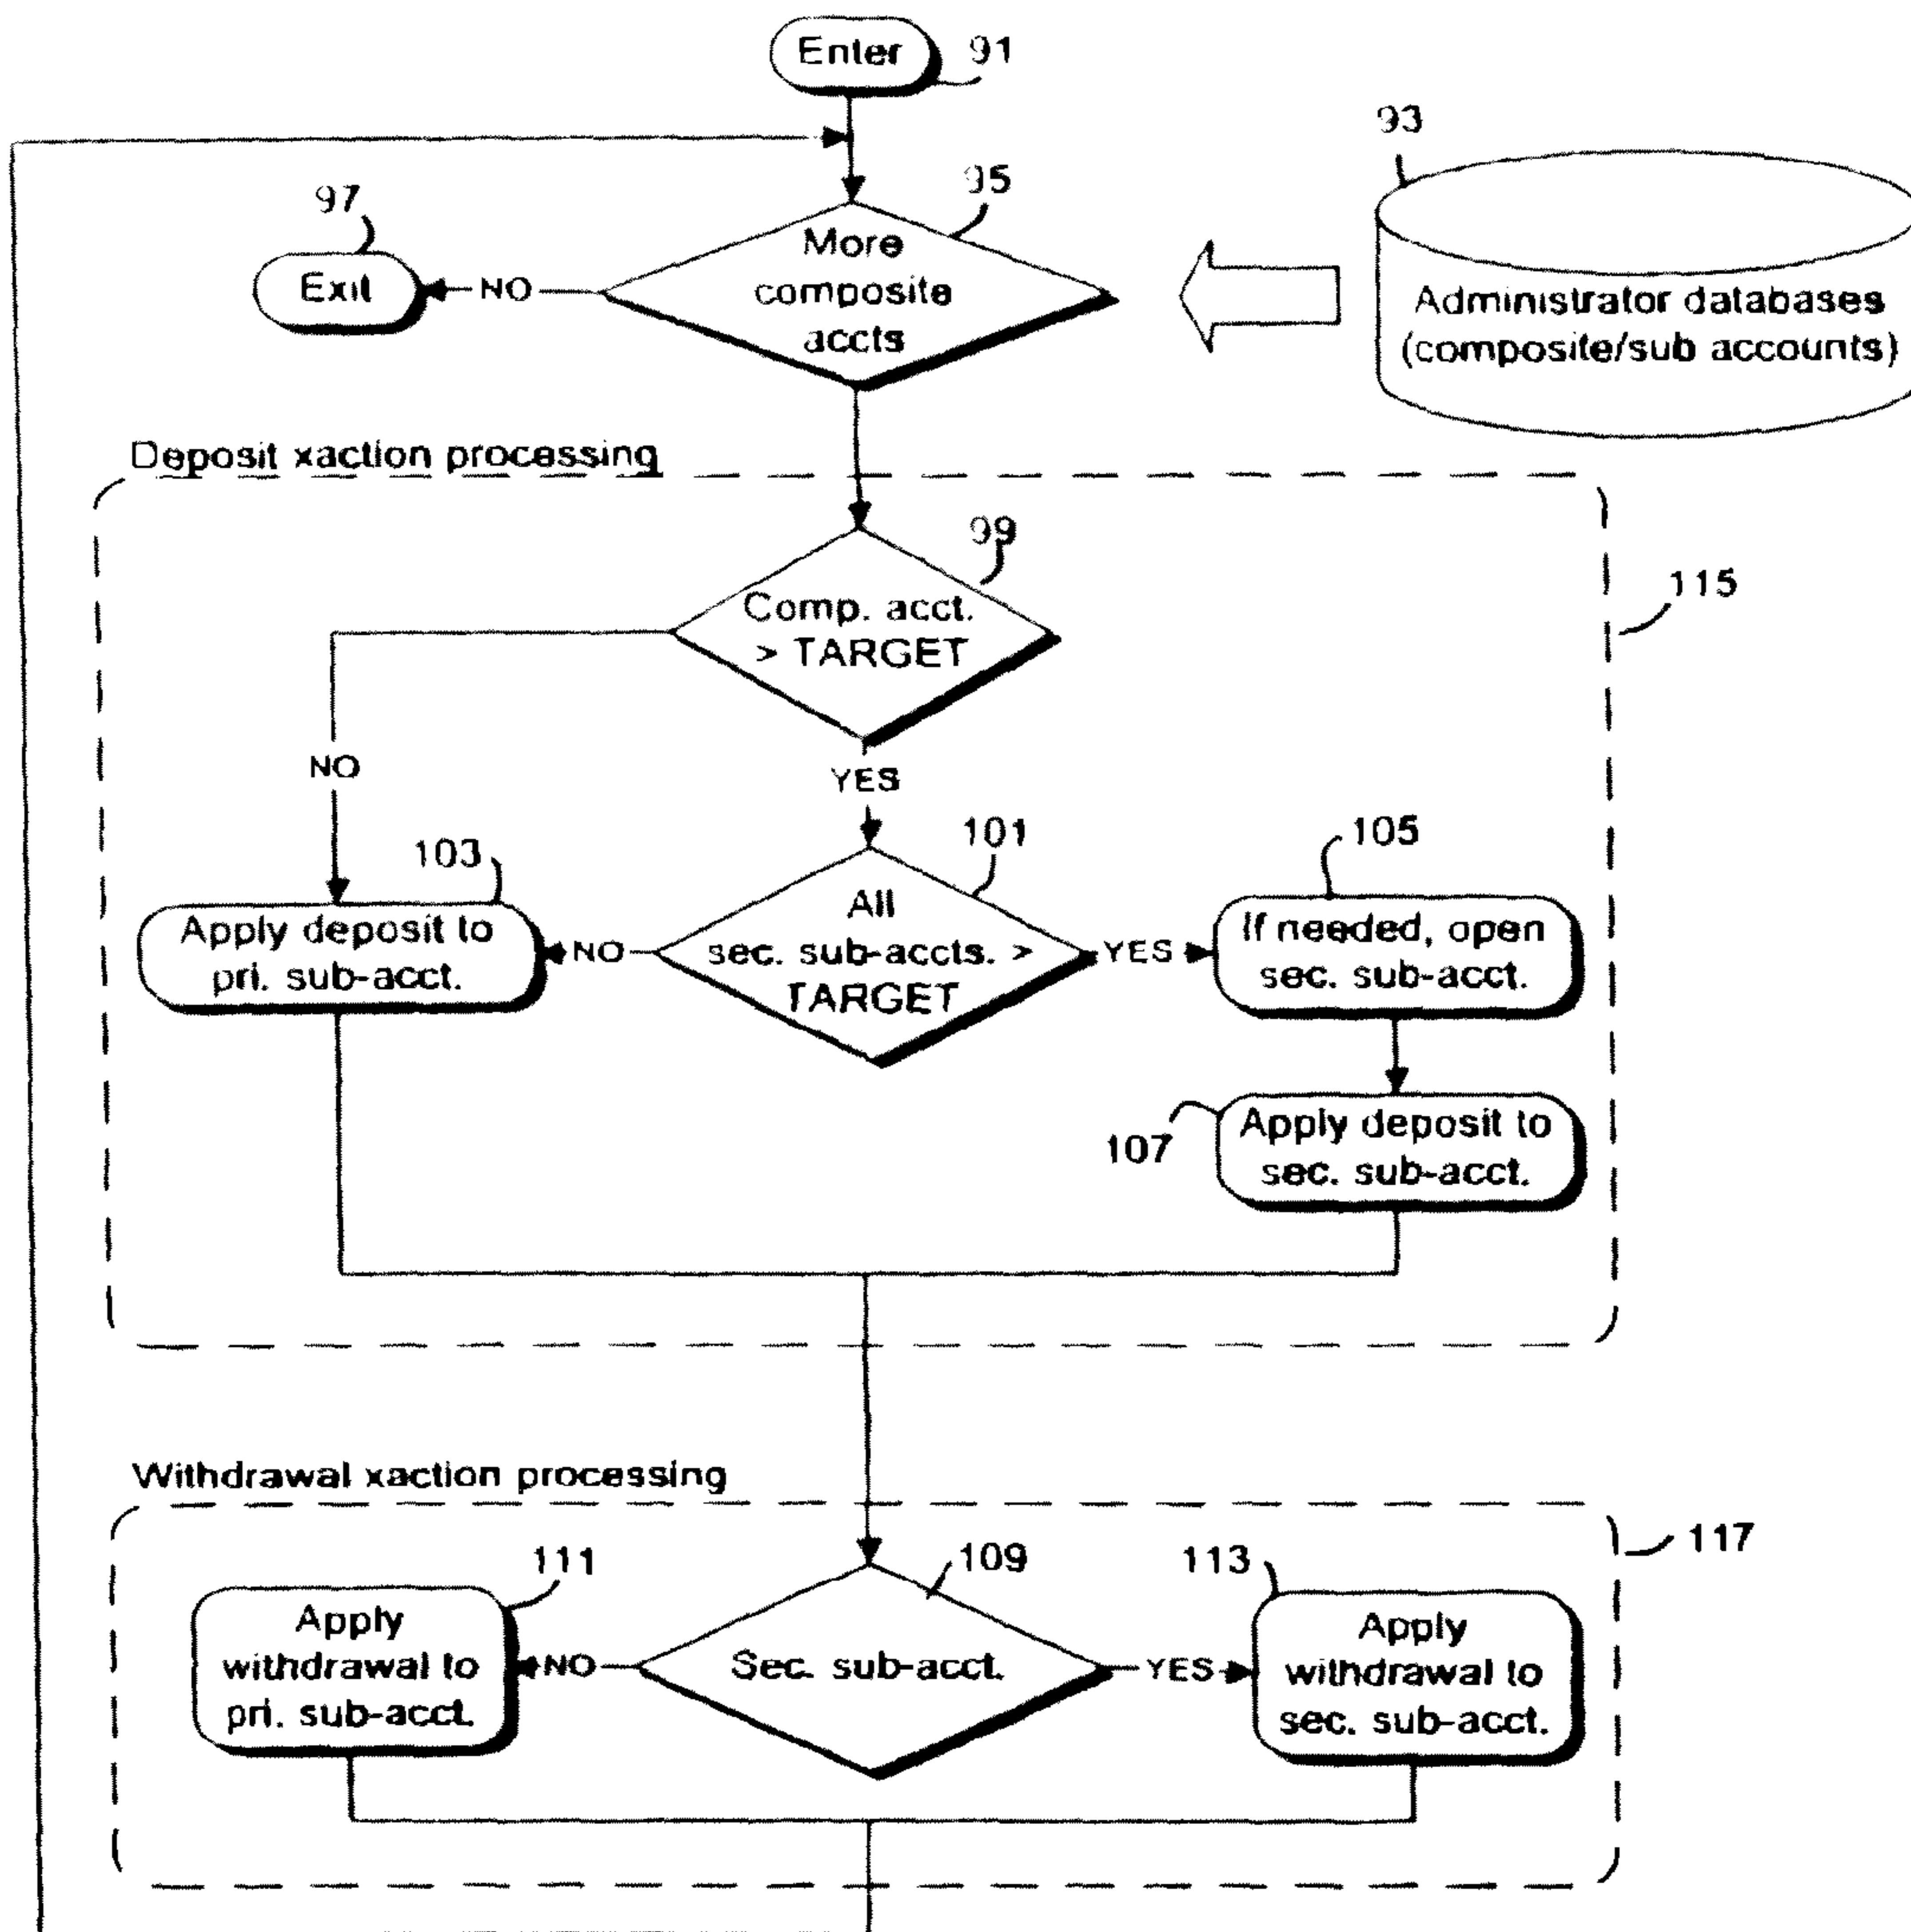 Enter
91
93
95
97
More
composite
accts
Exit
NO
Administrator databases
(composite/sub accounts)
Deposit xaction processing
99
Comp. acct.
> TARGET
115
NO
YES
101
103
105
All
sec. sub-accts. >
TARGET
Apply deposit to
pri. sub-acct.
NO
YES
If needed, open
sec. sub-acct.
107
Apply deposit to
sec. sub-acct.
Withdrawal xaction processing
117
111
109
113
Apply
withdrawal to
pri. sub-acct.
NO
Sec. sub-acct.
YES
Apply
withdrawal to
sec. sub-acct.